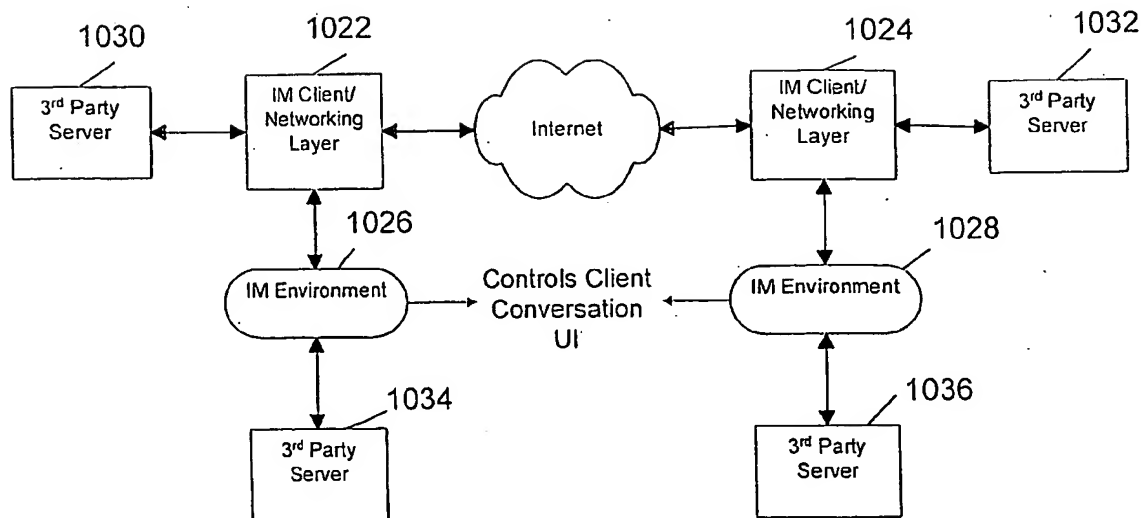 1030
1022
1024
1032
3rd Party
Server
IM Client/
Networking
Layer
Internet
IM Client/
Networking
Layer
3rd Party
Server
1026
1028
IM Environment
Controls Client
Conversation
UI
IM Environment
1034
1036
3rd Party
Server
3rd Party
Server